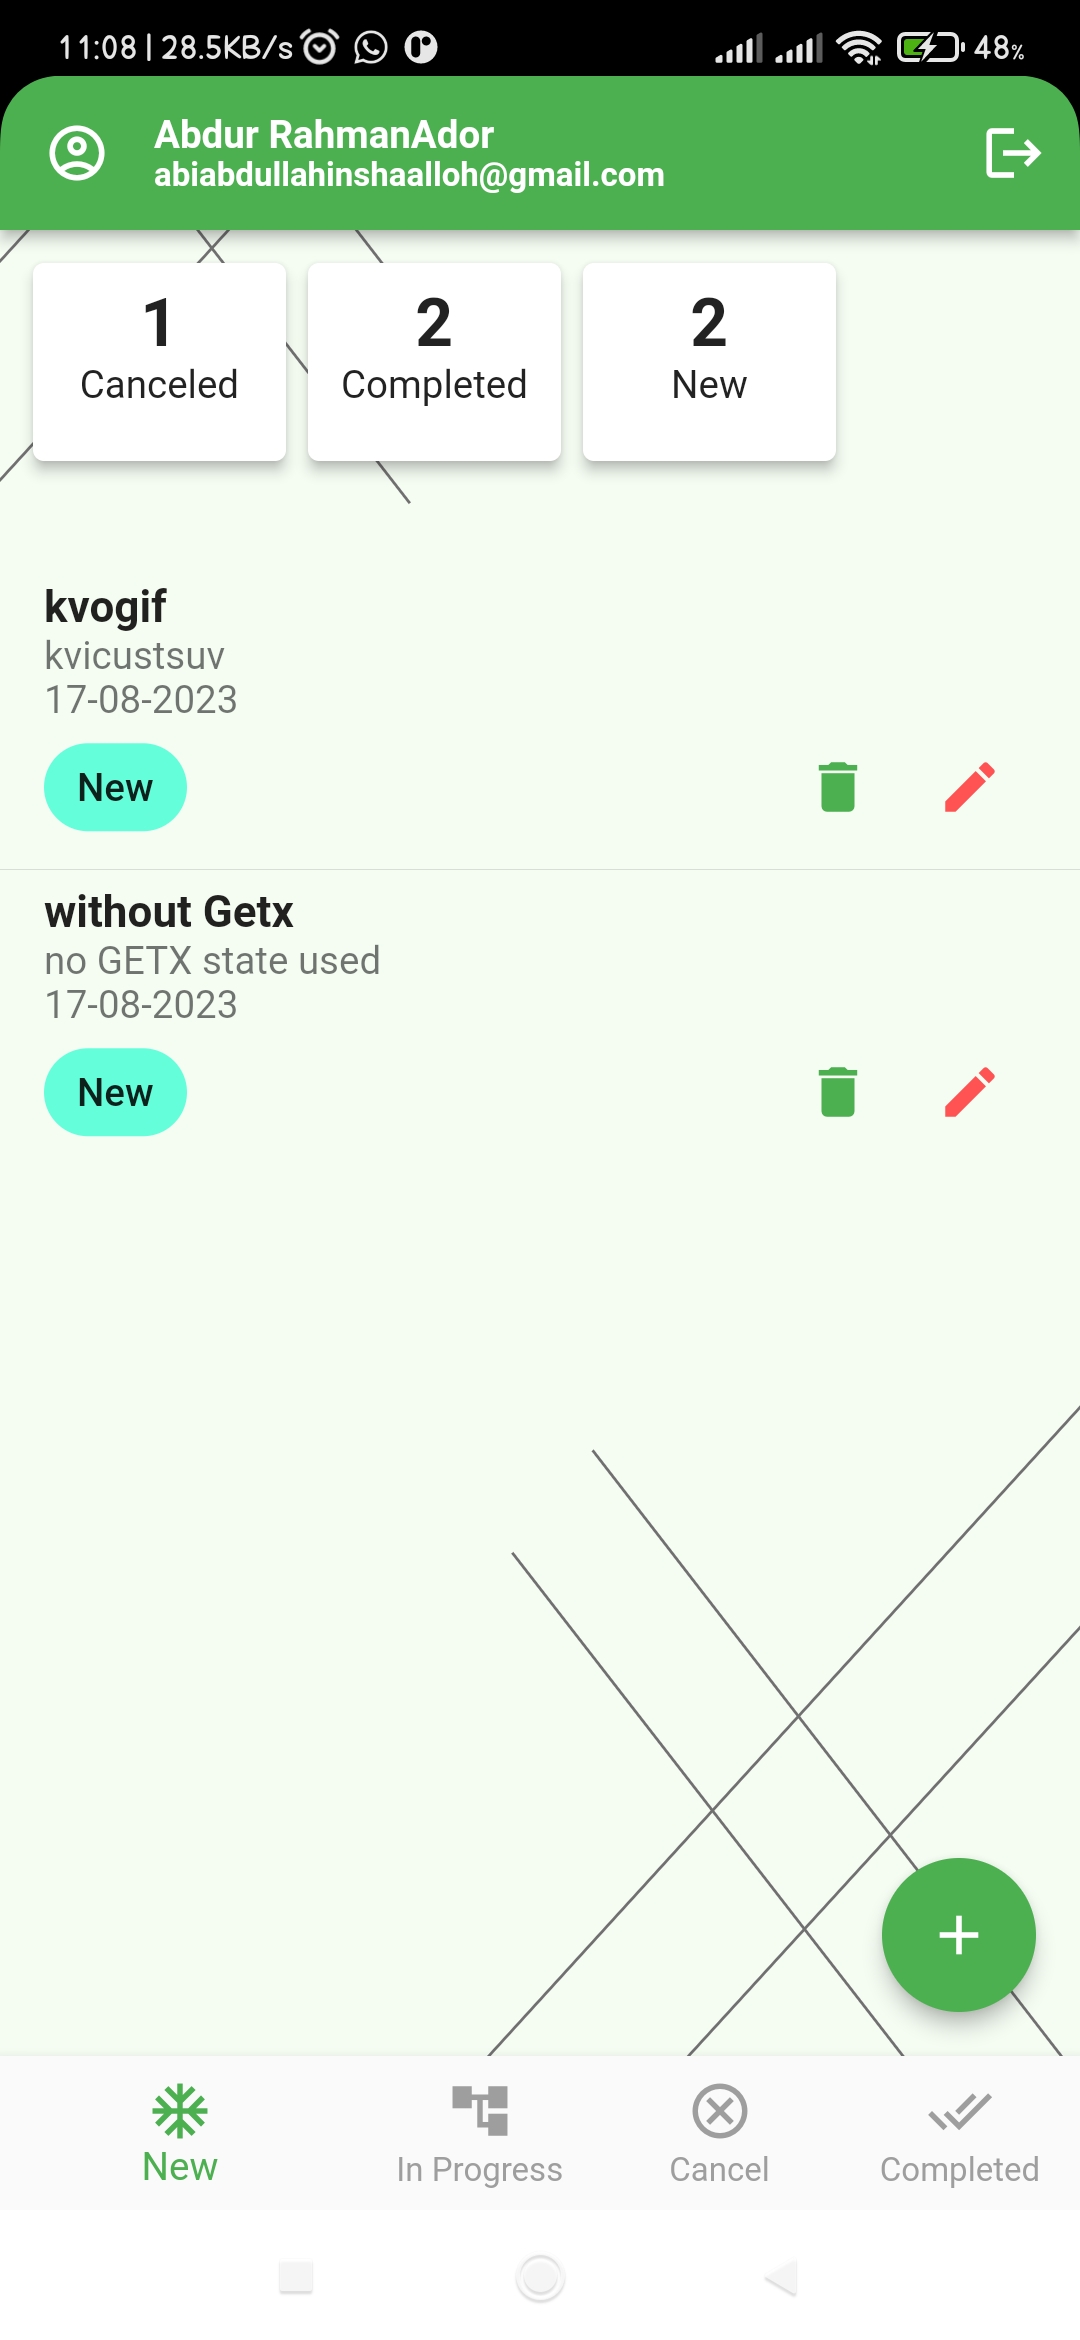 11:08 | 28.5KB/s 48%
Abdur RahmanAdor
abiabdullahinshaalloh@gmail.com
1 2 2
Canceled Completed New
kvogif
kvicustsuv
17-08-2023
New
without Getx
no GETX state used
17-08-2023
New
New In Progress Cancel Completed